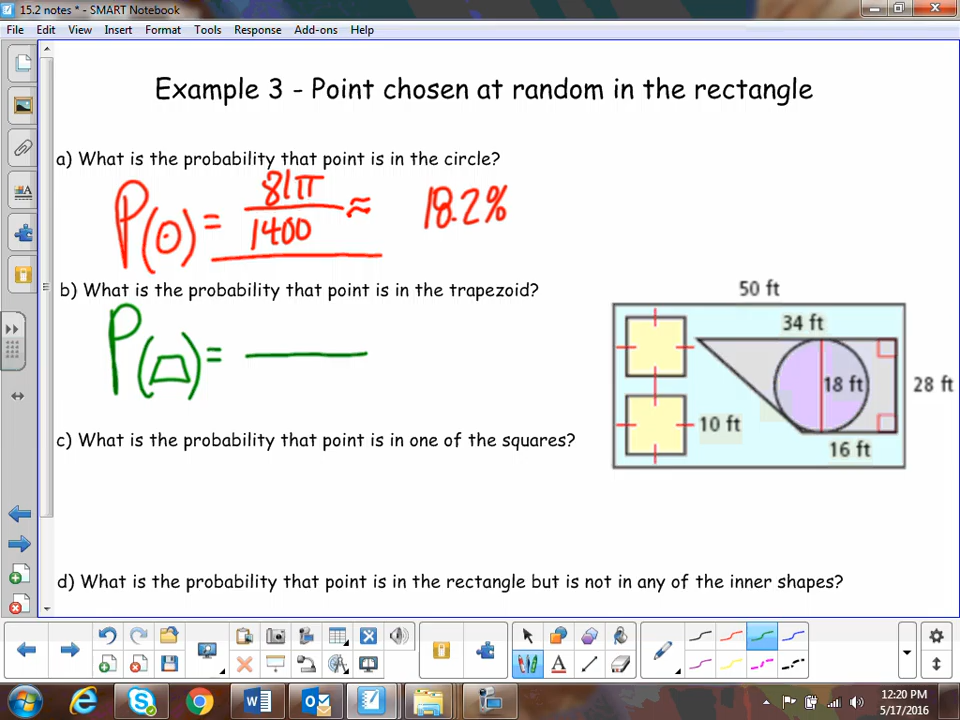 15.2 notes * - SMART Notebook
File Edit View Insert Format Tools Response Add-ons Help
Example 3 - Point chosen at random in the rectangle
a) What is the probability that point is in the circle?
P(⊙) = 81π/1400 ≈ 18.2%
b) What is the probability that point is in the trapezoid?
P( ) =
50 ft
34 ft
18 ft
28 ft
10 ft
16 ft
c) What is the probability that point is in one of the squares?
d) What is the probability that point is in the rectangle but is not in any of the inner shapes?
12:20 PM
5/17/2016